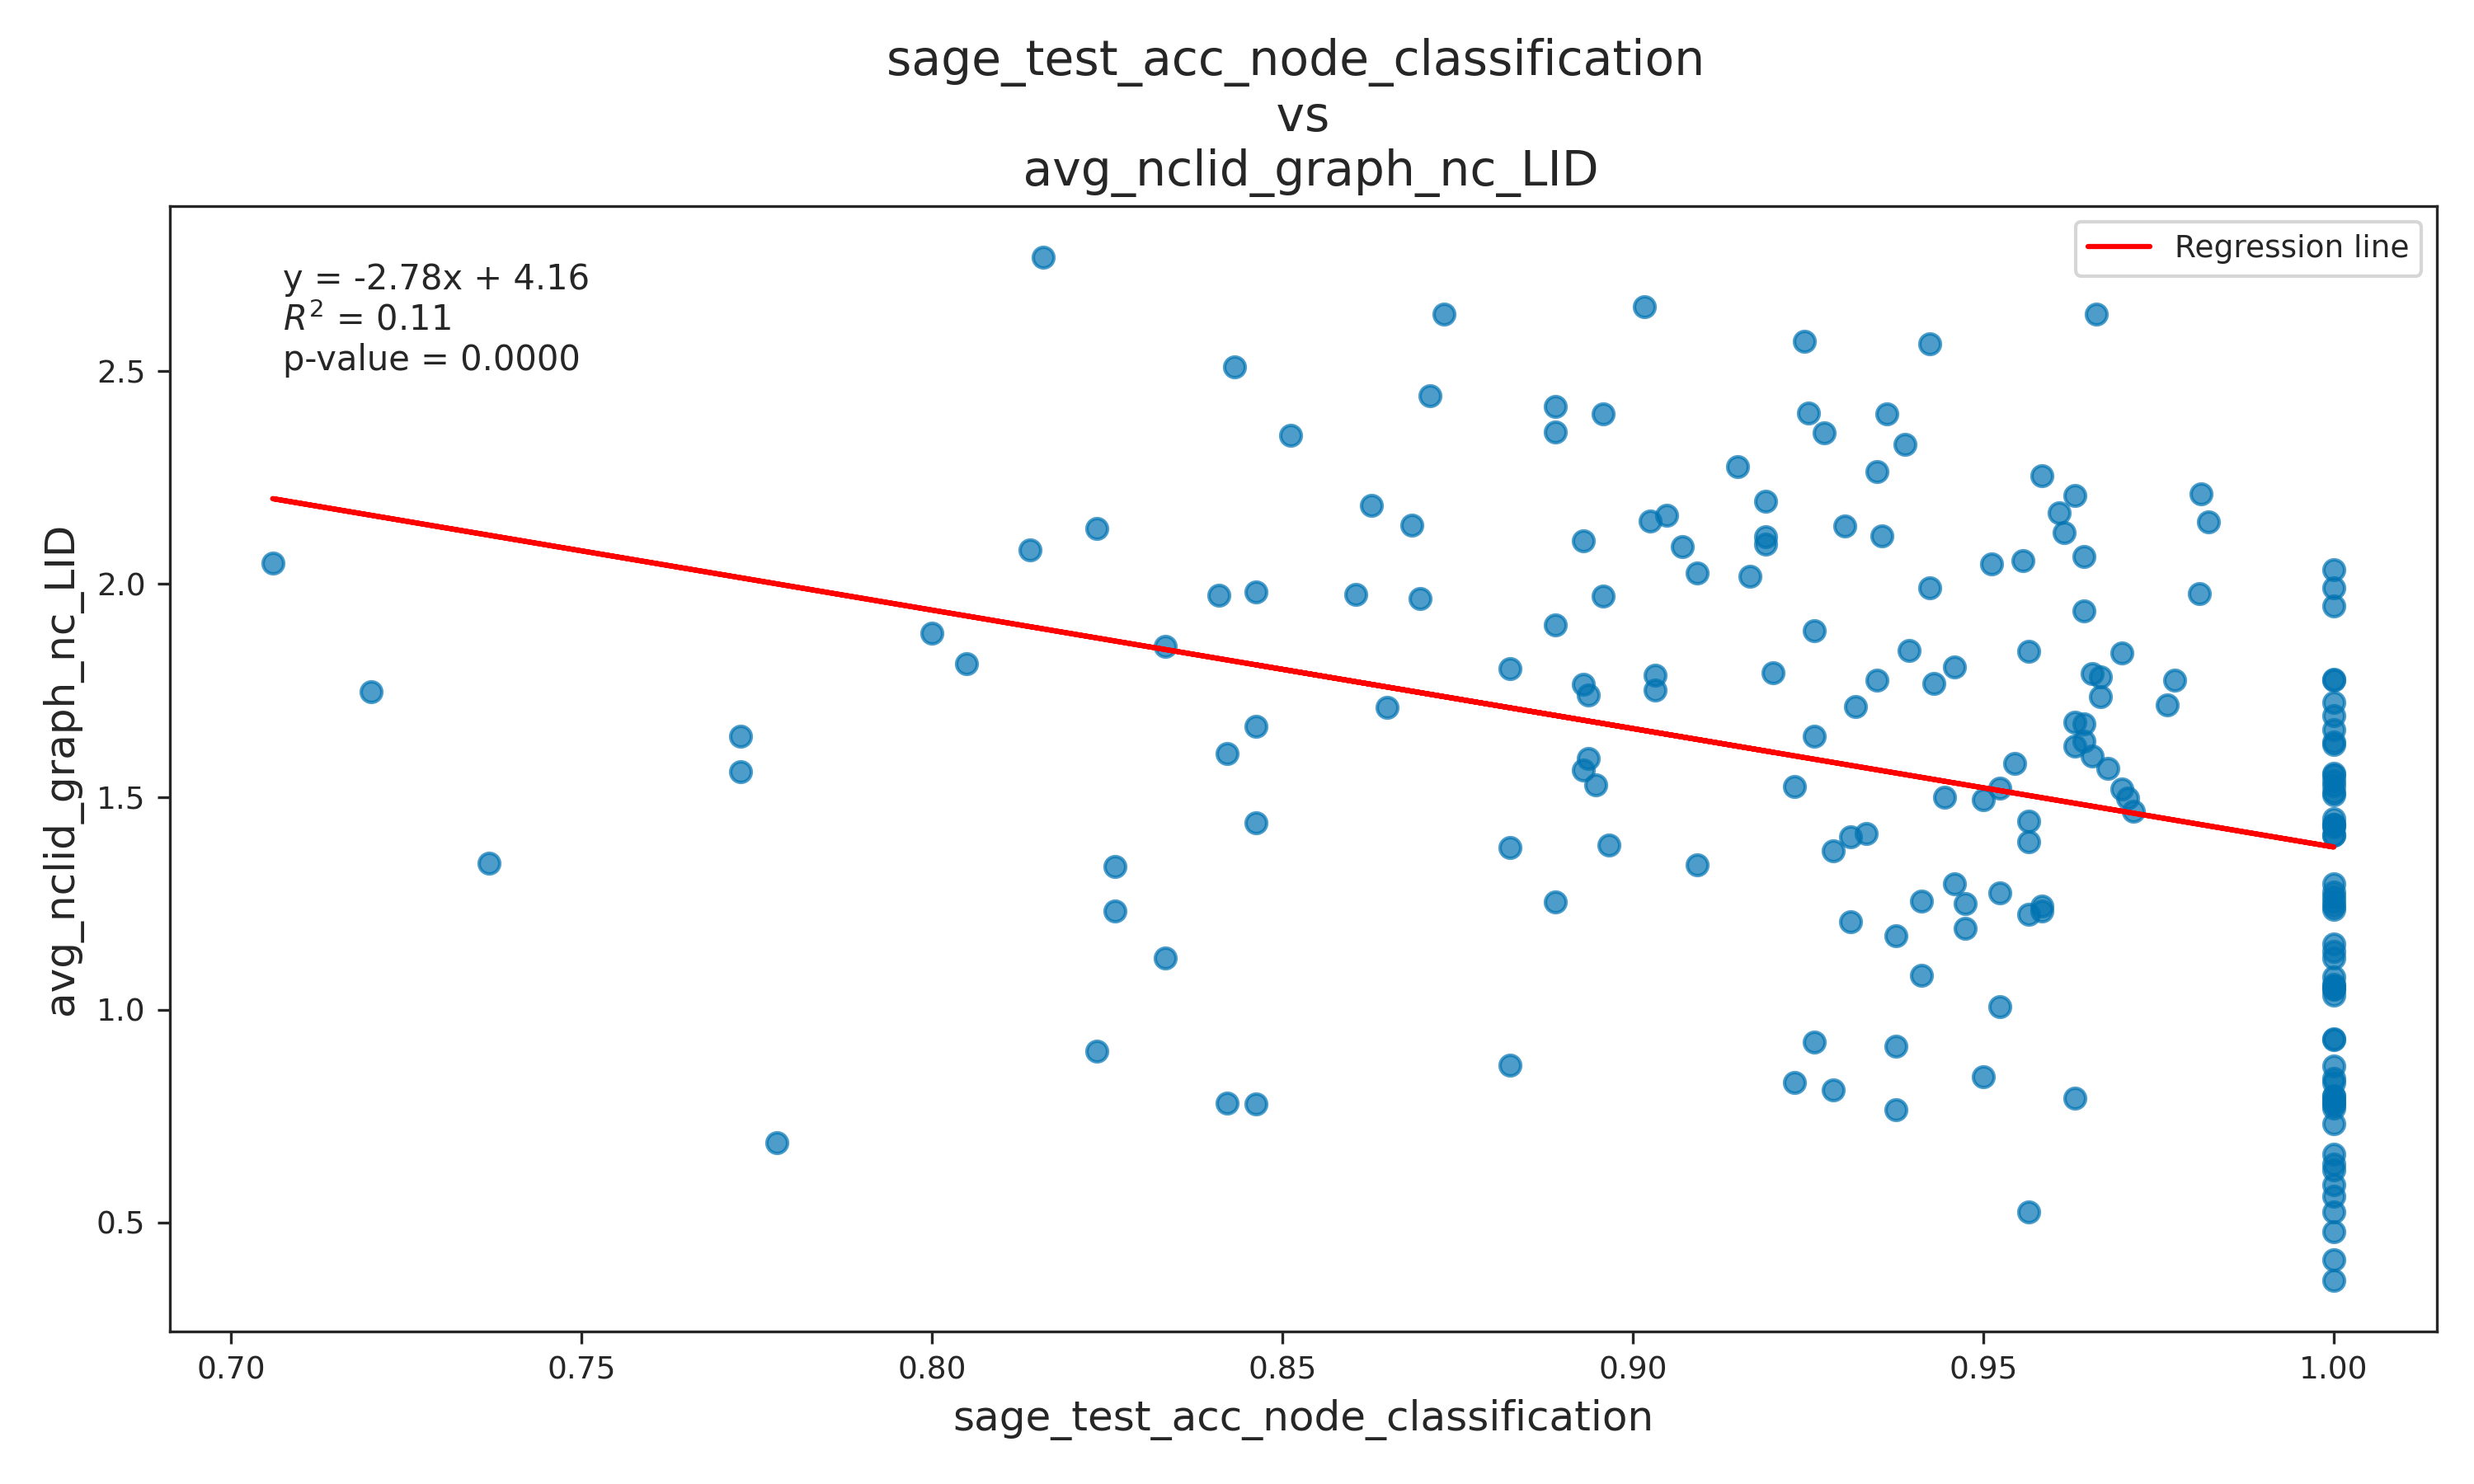 sage_test_acc_node_classification
vs
avg_nclid_graph_nc_LID
Regression line
y = -2.78x + 4.16
R² = 0.11
p-value = 0.0000
avg_nclid_graph_nc_LID
2.5
2.0
1.5
1.0
0.5
0.70 0.75 0.80 0.85 0.90 0.95 1.00
sage_test_acc_node_classification